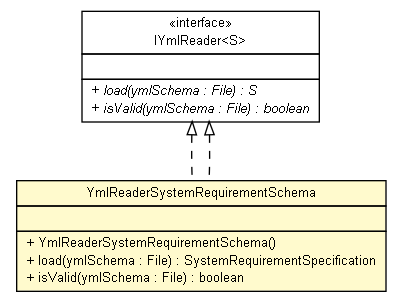 «interface»
IYmlReader<S>
+ load(ymlSchema : File) : S
+ isValid(ymlSchema : File) : boolean
YmlReaderSystemRequirementSchema
+ YmlReaderSystemRequirementSchema()
+ load(ymlSchema : File) : SystemRequirementSpecification
+ isValid(ymlSchema : File) : boolean